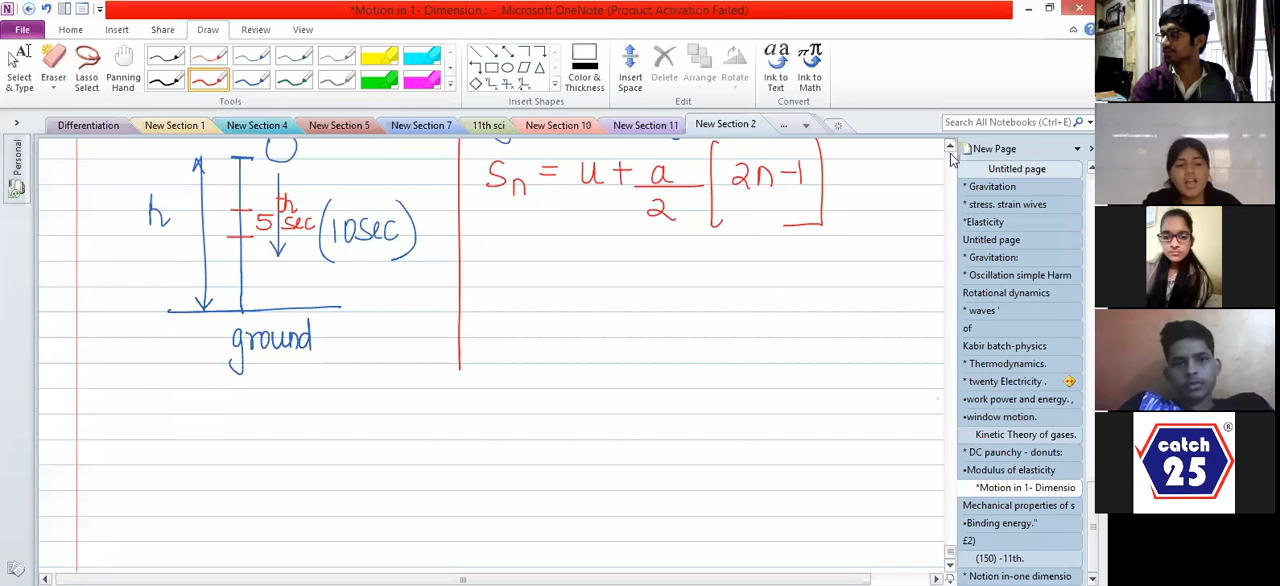 *Motion in 1- Dimension : - Microsoft OneNote (Product Activation Failed)
File Home Insert Share Draw Review View
Select & Type
Eraser
Lasso Select
Panning Hand
Color & Thickness
Insert Space
Delete
Arrange
Rotate
Ink to Text
Ink to Math
Tools
Insert Shapes
Edit
Convert
Differentiation New Section 1 New Section 4 New Section 5 New Section 7 11th sci New Section 10 New Section 11 New Section 2 ...
Search All Notebooks (Ctrl+E)
Personal
h
5th sec (10sec)
ground
Sn = u + a/2 [2n-1]
New Page
Untitled page
* Gravitation
* stress. strain wives
*Elasticity
Untitled page
* Gravitation:
* Oscillation simple Harm
Rotational dynamics
* waves '
of
Kabir batch-physics
* Thermodynamics.
* twenty Electricity .
•work power and energy. ,
•window motion.
Kinetic Theory of gases.
* DC paunchy - donuts:
•Modulus of elasticity
*Motion in 1- Dimensio
Mechanical properties of s
•Binding energy."
£2)
(150) -11th.
* Notion in-one dimensio
catch
25
®